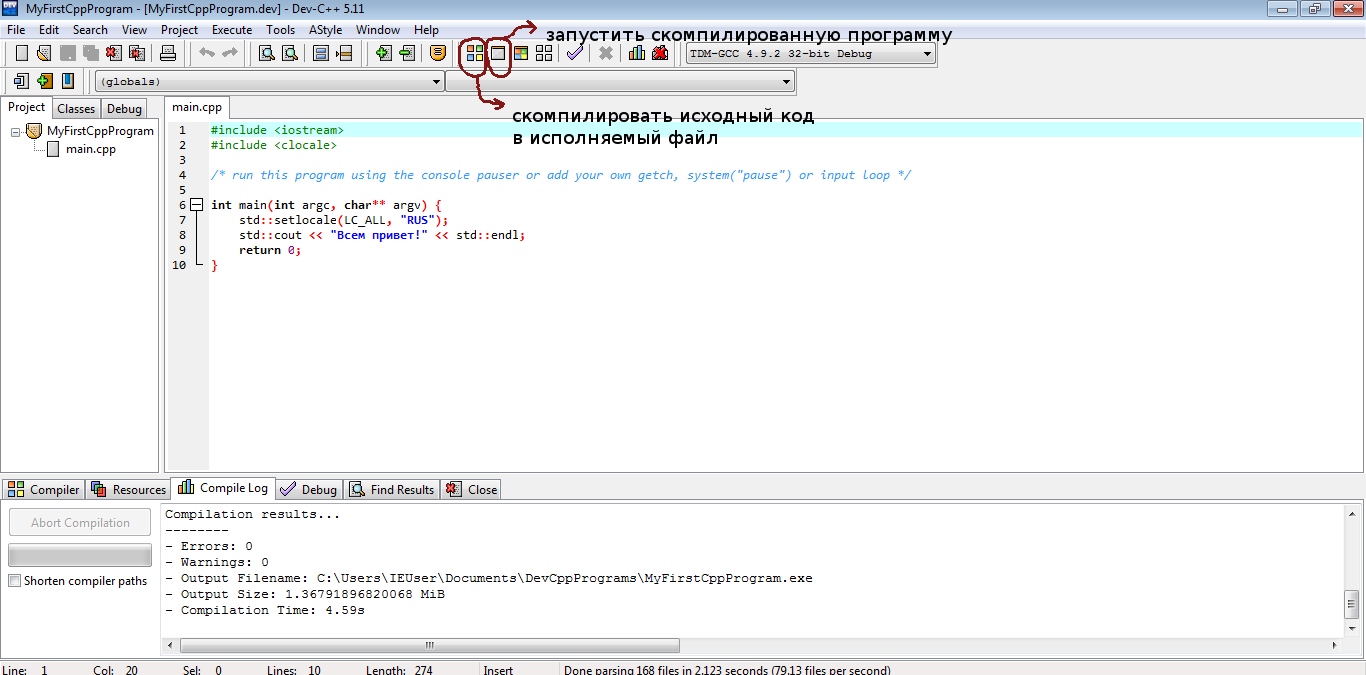 MyFirstCppProgram - [MyFirstCppProgram.dev] - Dev-C++ 5.11
File Edit Search View Project Execute Tools AStyle Window Help
запустить скомпилированную программу
TDM-GCC 4.9.2 32-bit Debug
(globals)
Project Classes Debug
main.cpp
MyFirstCppProgram
main.cpp
скомпилировать исходный код
в исполняемый файл
1 #include <iostream>
2 #include <clocale>
3
4 /* run this program using the console pauser or add your own getch, system("pause") or input loop */
5
6 int main(int argc, char** argv) {
7 std::setlocale(LC_ALL, "RUS");
8 std::cout << "Всем привет!" << std::endl;
9 return 0;
10 }
Compiler Resources Compile Log Debug Find Results Close
Abort Compilation
Shorten compiler paths
Compilation results...
--------
- Errors: 0
- Warnings: 0
- Output Filename: C:\Users\IEUser\Documents\DevCppPrograms\MyFirstCppProgram.exe
- Output Size: 1.36791896820068 MiB
- Compilation Time: 4.59s
Line: 1 Col: 20 Sel: 0 Lines: 10 Length: 274 Insert Done parsing 168 files in 2.123 seconds (79.13 files per second)